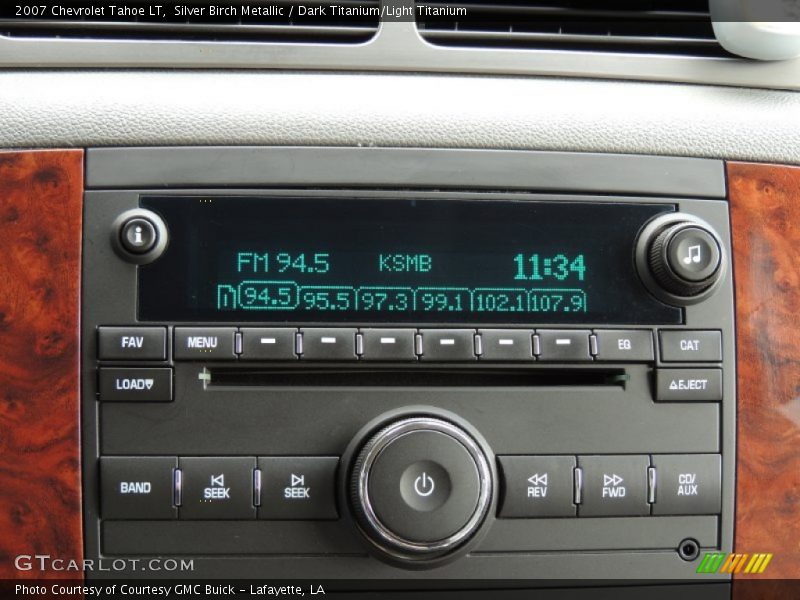 2007 Chevrolet Tahoe LT, Silver Birch Metallic / Dark Titanium/Light Titanium
i
FM 94.5 KSMB 11:34
94.5 95.5 97.3 99.1 102.1 107.9
FAV MENU EQ CAT
LOAD EJECT
BAND SEEK SEEK REV FWD CD/
AUX
GTCARLOT.COM
Photo Courtesy of Courtesy GMC Buick - Lafayette, LA